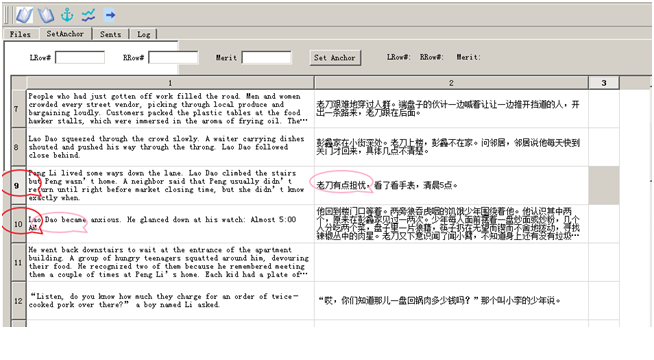 Files SetAnchor Sents Log
LRow# RRow# Merit Set Anchor LRow#: RRow#: Merit:
1 2 3
7
People who had just gotten off work filled the road. Men and women
crowded every street vendor, picking through local produce and
bargaining loudly. Customers packed the plastic tables at the food
hawker stalls, which were immersed in the aroma of frying oil. The…
老刀艰难地穿过人群。端盘子的伙计一边喊着让让一边推开挡道的人，开
出一条路来，老刀跟在后面。
8
Lao Dao squeezed through the crowd slowly. A waiter carrying dishes
shouted and pushed his way through the throng. Lao Dao followed
close behind.
彭蠡家在小街深处。老刀上楼，彭蠡不在家。问邻居，邻居说他每天快到
关门才回来，具体几点不清楚。
9
Peng Li lived some ways down the lane. Lao Dao climbed the stairs
but Peng wasn't home. A neighbor said that Peng usually didn't
return until right before market closing time, but she didn't know
exactly when.
老刀有点担忧，看了看手表，清晨5点。
10
Lao Dao became anxious. He glanced down at his watch: Almost 5:00
AM.
他回到楼门口等着。两旁狼吞虎咽的饥饿少年围绕着他。他认识其中两
个，原来在彭蠡家见过一两次。少年每人面前摆着一盘炒面或炒粉，几个
人分吃两个菜，盘子里一片狼藉，筷子扔在无望而锲而不舍地拨动，寻找
辣椒丛中的肉星。老刀又下意识闻了闻小臂，不知道身上还有没有垃圾…
11
He went back downstairs to wait at the entrance of the apartment
building. A group of hungry teenagers squatted around him, devouring
their food. He recognized two of them because he remembered meeting
them a couple of times at Peng Li's home. Each kid had a plate of…
12
“Listen, do you know how much they charge for an order of twice-
cooked pork over there?” a boy named Li asked.
“哎，你们知道那儿一盘回锅肉多少钱吗？”那个叫小李的少年说。